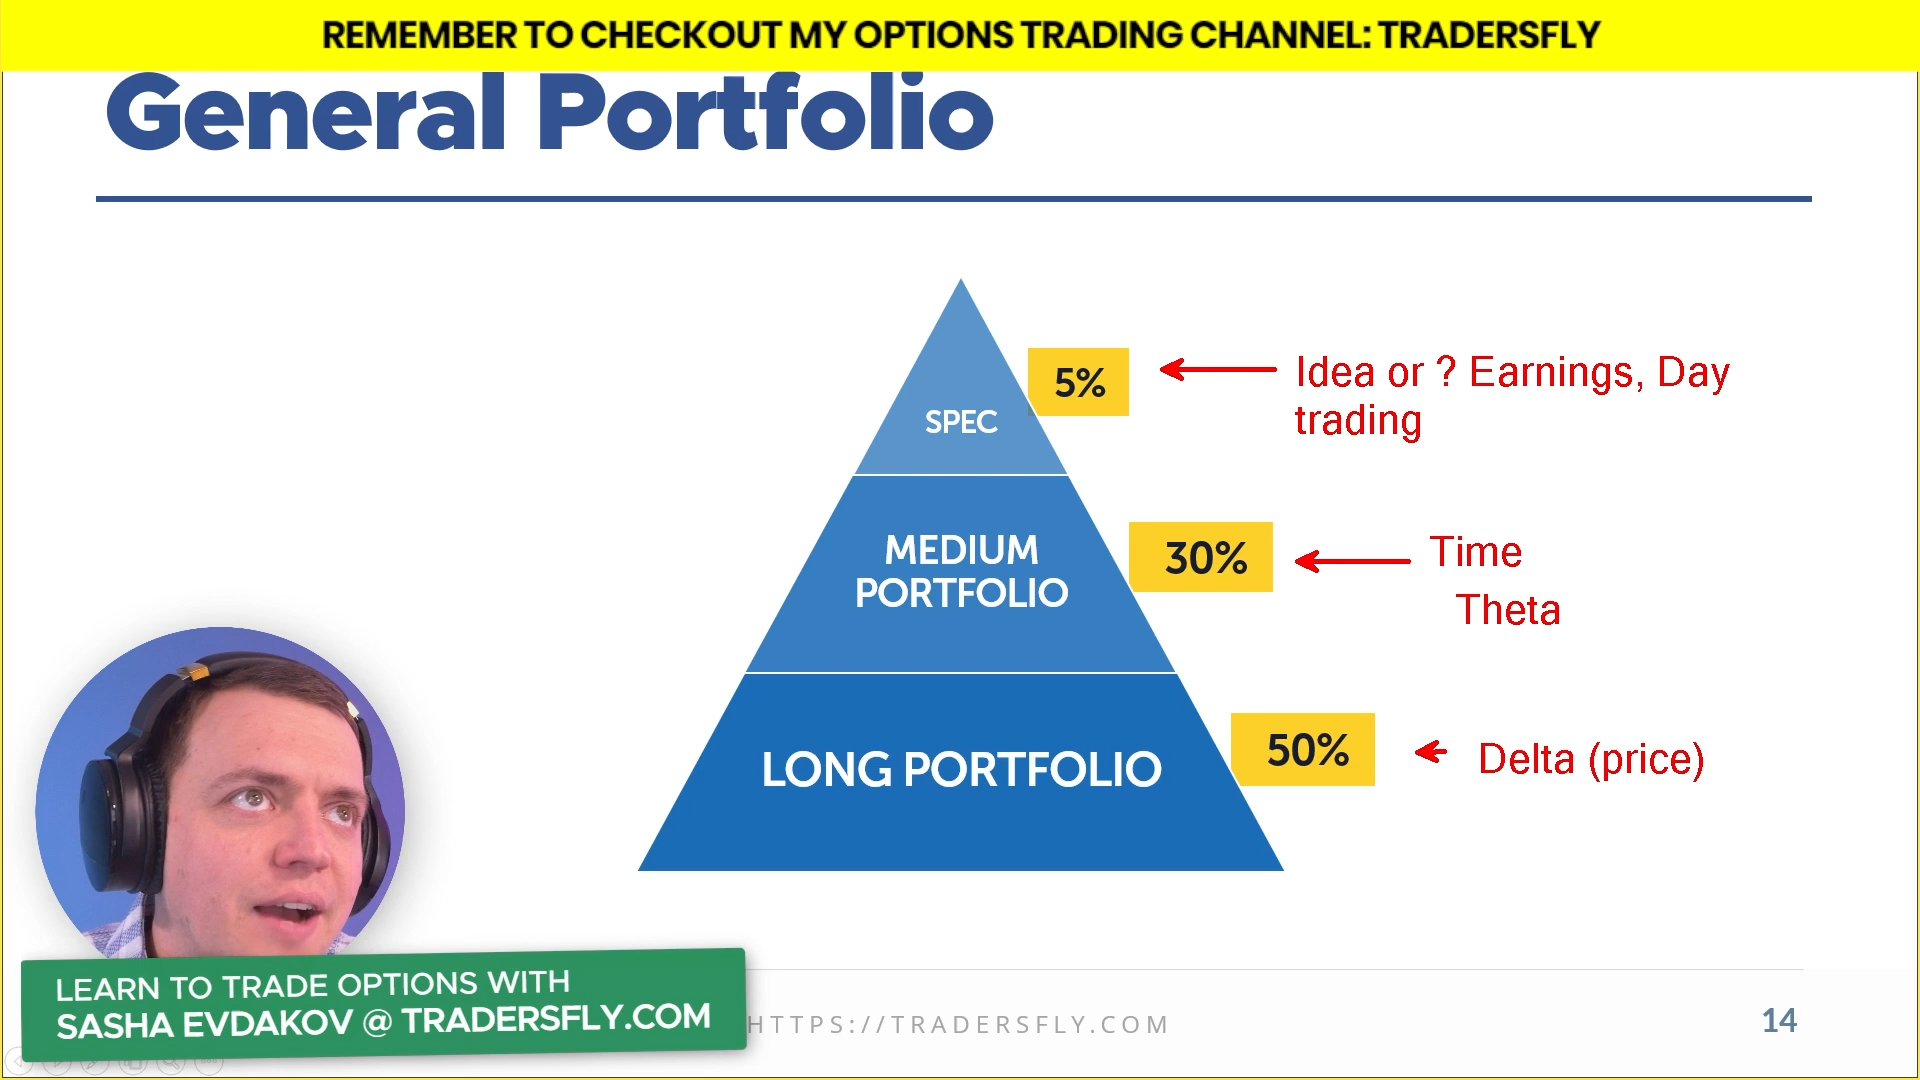 REMEMBER TO CHECKOUT MY OPTIONS TRADING CHANNEL: TRADERSFLY
General Portfolio
5%
Idea or ? Earnings, Day
trading
SPEC
MEDIUM
PORTFOLIO
30%
Time
Theta
LONG PORTFOLIO
50%
Delta (price)
LEARN TO TRADE OPTIONS WITH
SASHA EVDAKOV @ TRADERSFLY.COM
HTTPS://TRADERSFLY.COM
14